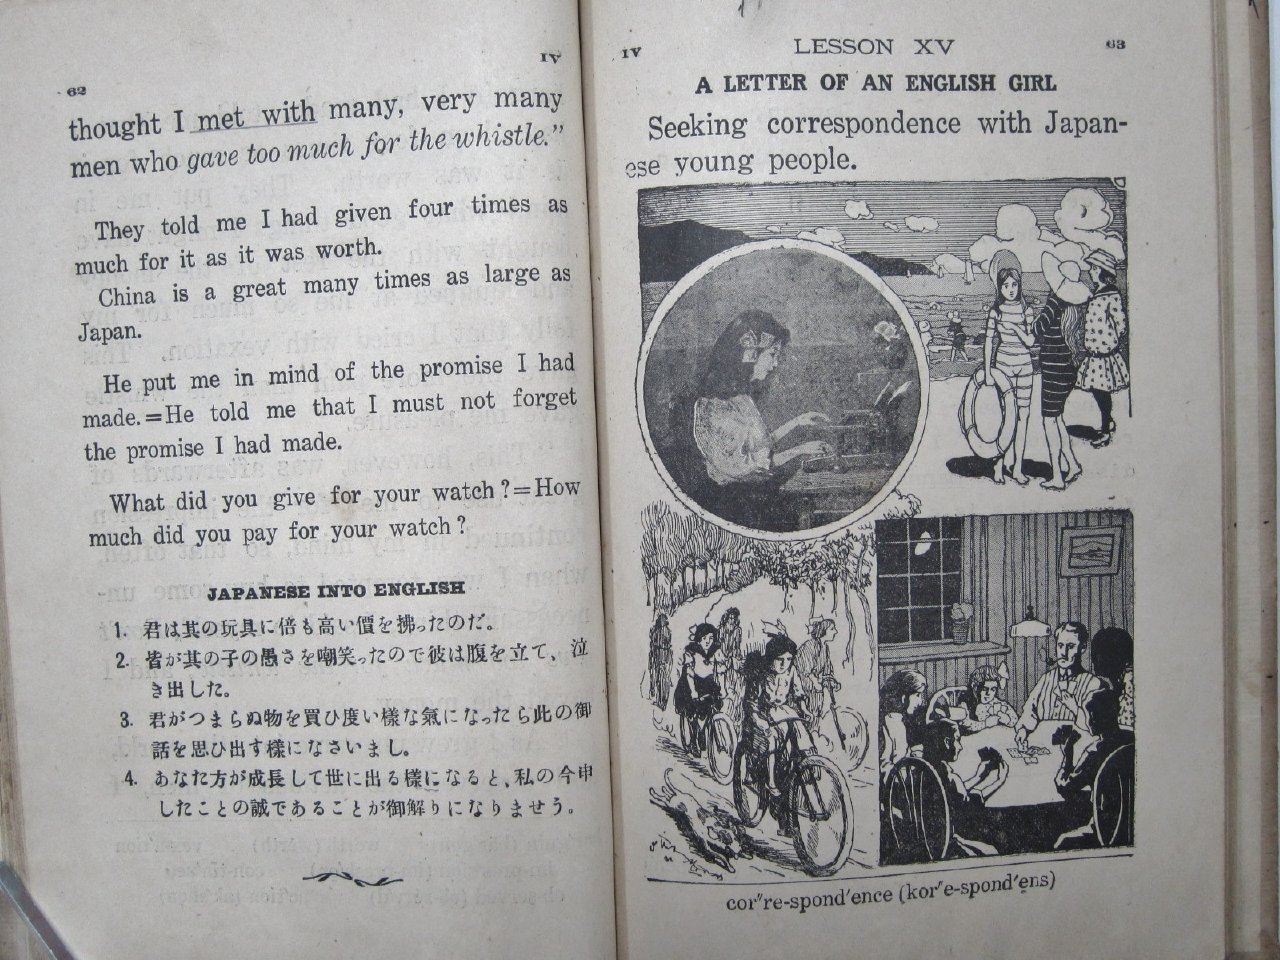 62
IV
thought I met with many, very many
men who gave too much for the whistle."
They told me I had given four times as
much for it as it was worth.
China is a great many times as large as
Japan.
He put me in mind of the promise I had
made.=He told me that I must not forget
the promise I had made.
What did you give for your watch?=How
much did you pay for your watch?
JAPANESE INTO ENGLISH
1. 君は其の玩具に倍も高い價を拂ったのだ。
2. 皆が其の子の愚さを嘲笑ったので彼は腹を立て、泣
き出した。
3. 君がつまらぬ物を買ひ度い樣な氣になったら此の御
話を思ひ出す樣になさいまし。
4. あなた方が成長して世に出る樣になると、私の今申
したことの誠であることが御解りになりませう。
IV
LESSON XV
63
A LETTER OF AN ENGLISH GIRL
Seeking correspondence with Japan-
ese young people.
cor″re-spond′ence (kor′e-spond′ens)